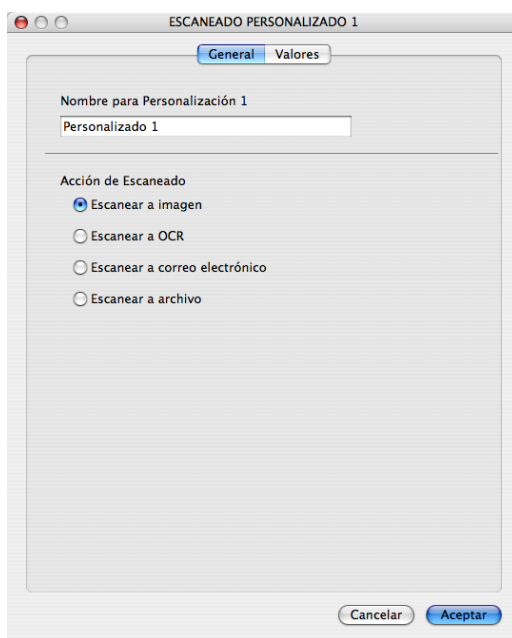 ESCANEADO PERSONALIZADO 1
General Valores
Nombre para Personalización 1
Personalizado 1
Acción de Escaneado
Escanear a imagen
Escanear a OCR
Escanear a correo electrónico
Escanear a archivo
Cancelar Aceptar